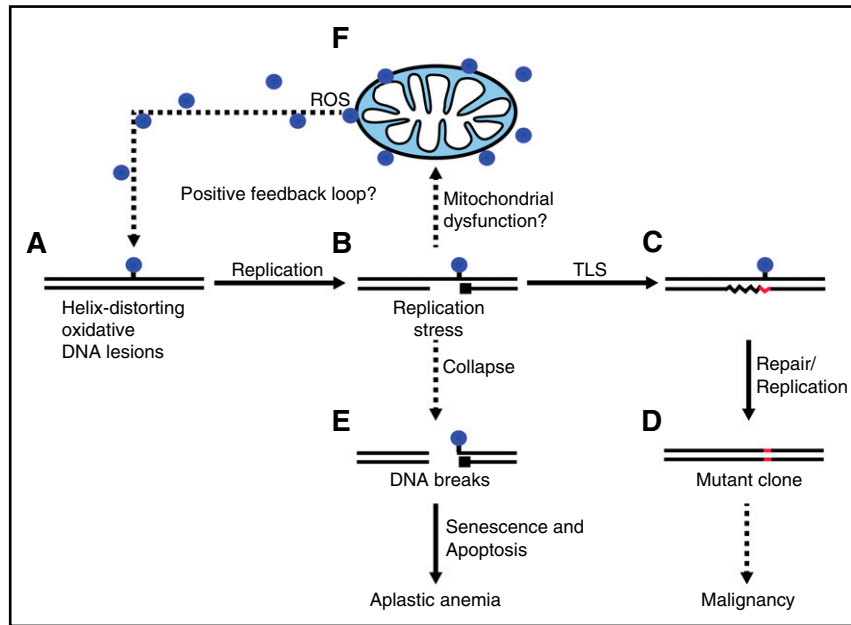 F
ROS
Positive feedback loop?
Mitochondrial
dysfunction?
A
B
C
Replication
TLS
Helix-distorting
oxidative
DNA lesions
Replication
stress
Collapse
Repair/
Replication
E
D
DNA breaks
Mutant clone
Senescence and
Apoptosis
Aplastic anemia
Malignancy